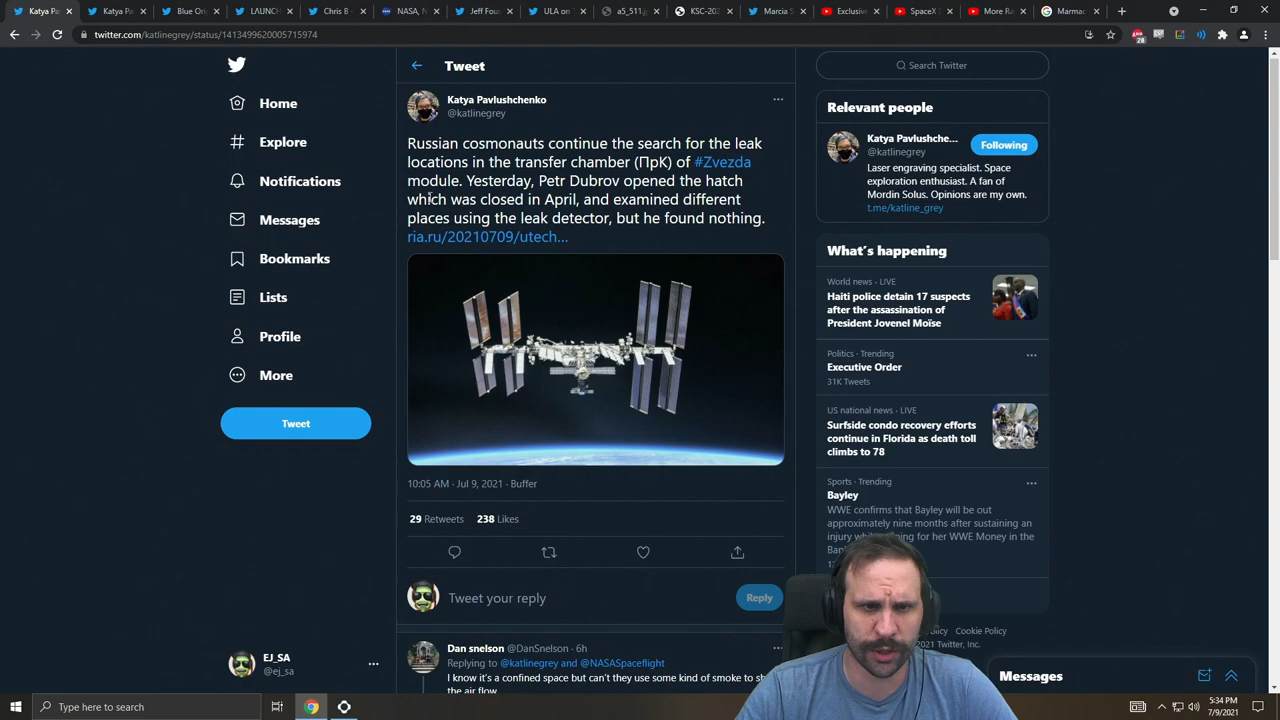 Katya Pa
Katya Pa
Blue Orig
LAUNCH
Chris B
NASA, N
Jeff Fou
ULA on
a5_511.j
KSC-202
Marcia S
Exclusive
SpaceX
More Ra
Marma
twitter.com/katlinegrey/status/1413499620005715974
28
Home
Explore
Notifications
Messages
Bookmarks
Lists
Profile
More
Tweet
EJ_SA
@ej_sa
Tweet
Katya Pavlushchenko
@katlinegrey
Russian cosmonauts continue the search for the leak
locations in the transfer chamber (ПрК) of #Zvezda
module. Yesterday, Petr Dubrov opened the hatch
which was closed in April, and examined different
places using the leak detector, but he found nothing.
ria.ru/20210709/utech...
10:05 AM · Jul 9, 2021 · Buffer
29 Retweets 238 Likes
Tweet your reply
Reply
Dan snelson @DanSnelson · 6h
Replying to @katlinegrey and @NASASpaceflight
I know it's a confined space but can't they use some kind of smoke to
the air flow
Search Twitter
Relevant people
Katya Pavlushche...
@katlinegrey
Following
Laser engraving specialist. Space
exploration enthusiast. A fan of
Mordin Solus. Opinions are my own.
t.me/katline_grey
What's happening
World news · LIVE
Haiti police detain 17 suspects
after the assassination of
President Jovenel Moïse
Politics · Trending
Executive Order
31K Tweets
US national news · LIVE
Surfside condo recovery efforts
continue in Florida as death toll
climbs to 78
Sports · Trending
Bayley
WWE confirms that Bayley will be out
approximately nine months after sustaining an
injury while for her WWE Money in the
Cookie Policy
2021 Twitter, Inc.
Messages
Type here to search
5:34 PM
7/9/2021